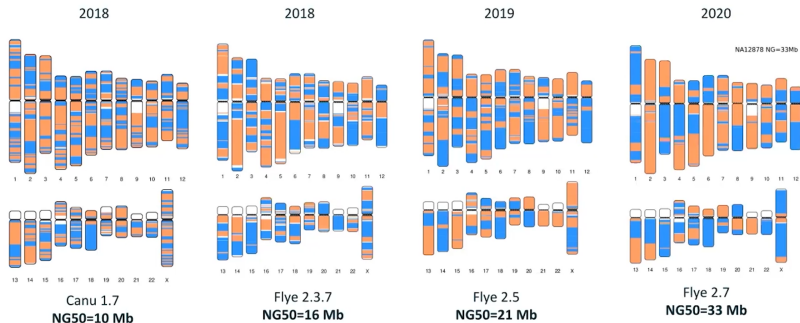 2018
2018
2019
2020
NA12878 NG=33Mb
1 2 3 4 5 6 7 8 9 10 11 12
1 2 3 4 5 6 7 8 9 10 11 12
1 2 3 4 5 6 7 8 9 10 11 12
1 2 3 4 5 6 7 8 9 10 11 12
13 14 15 16 17 18 19 20 21 22 X
13 14 15 16 17 18 19 20 21 22 X
13 14 15 16 17 18 19 20 21 22 X
13 14 15 16 17 18 19 20 21 22 X
Canu 1.7
NG50=10 Mb
Flye 2.3.7
NG50=16 Mb
Flye 2.5
NG50=21 Mb
Flye 2.7
NG50=33 Mb